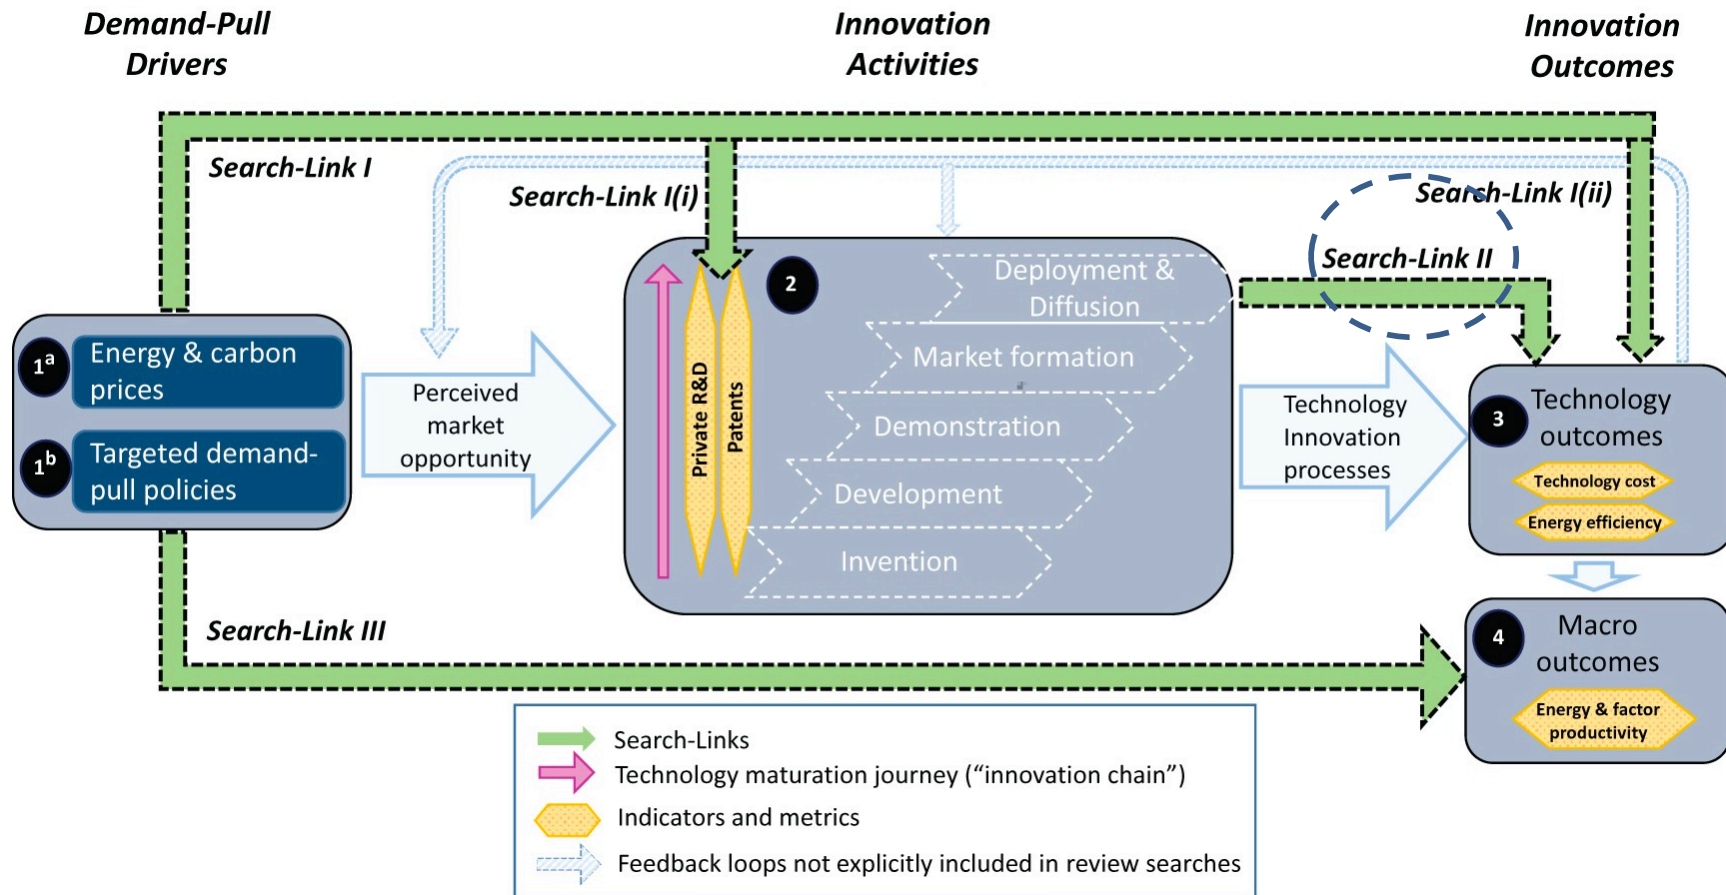 Demand-Pull
Drivers
Innovation
Activities
Innovation
Outcomes
Search-Link I
Search-Link I(i)
Search-Link I(ii)
Search-Link II
1a
Energy & carbon
prices
1b
Targeted demand-
pull policies
Perceived
market
opportunity
Private R&D
Patents
2
Deployment &
Diffusion
Market formation
Demonstration
Development
Invention
Technology
Innovation
processes
3
Technology
outcomes
Technology cost
Energy efficiency
Search-Link III
4
Macro
outcomes
Energy & factor
productivity
Search-Links
Technology maturation journey (“innovation chain”)
Indicators and metrics
Feedback loops not explicitly included in review searches